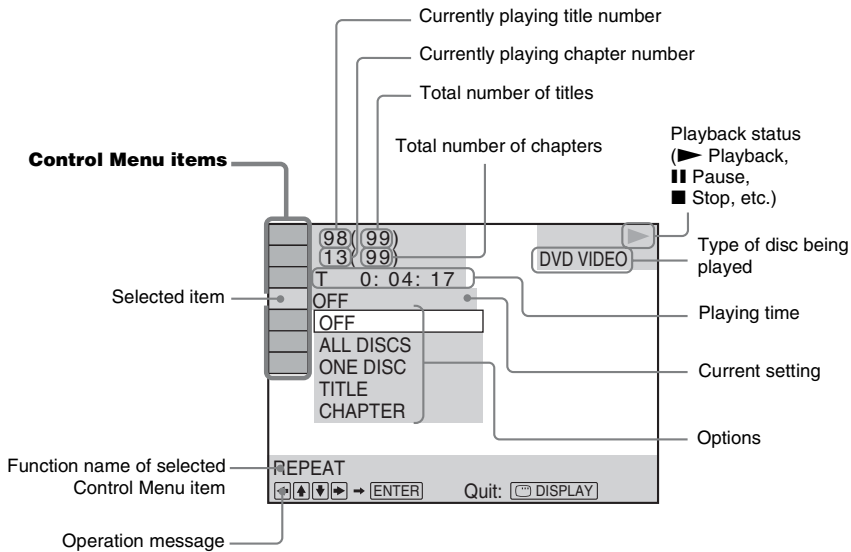 Currently playing title number
Currently playing chapter number
Total number of titles
Total number of chapters
Playback status
(► Playback,
❚❚ Pause,
■ Stop, etc.)
Control Menu items
98( 99)
13( 99)
DVD VIDEO
Type of disc being
played
T 0: 04: 17
Playing time
Selected item
OFF
OFF
ALL DISCS
ONE DISC
TITLE
CHAPTER
Current setting
Options
Function name of selected
Control Menu item
REPEAT
← ↑ ↓ → → ENTER Quit: DISPLAY
Operation message